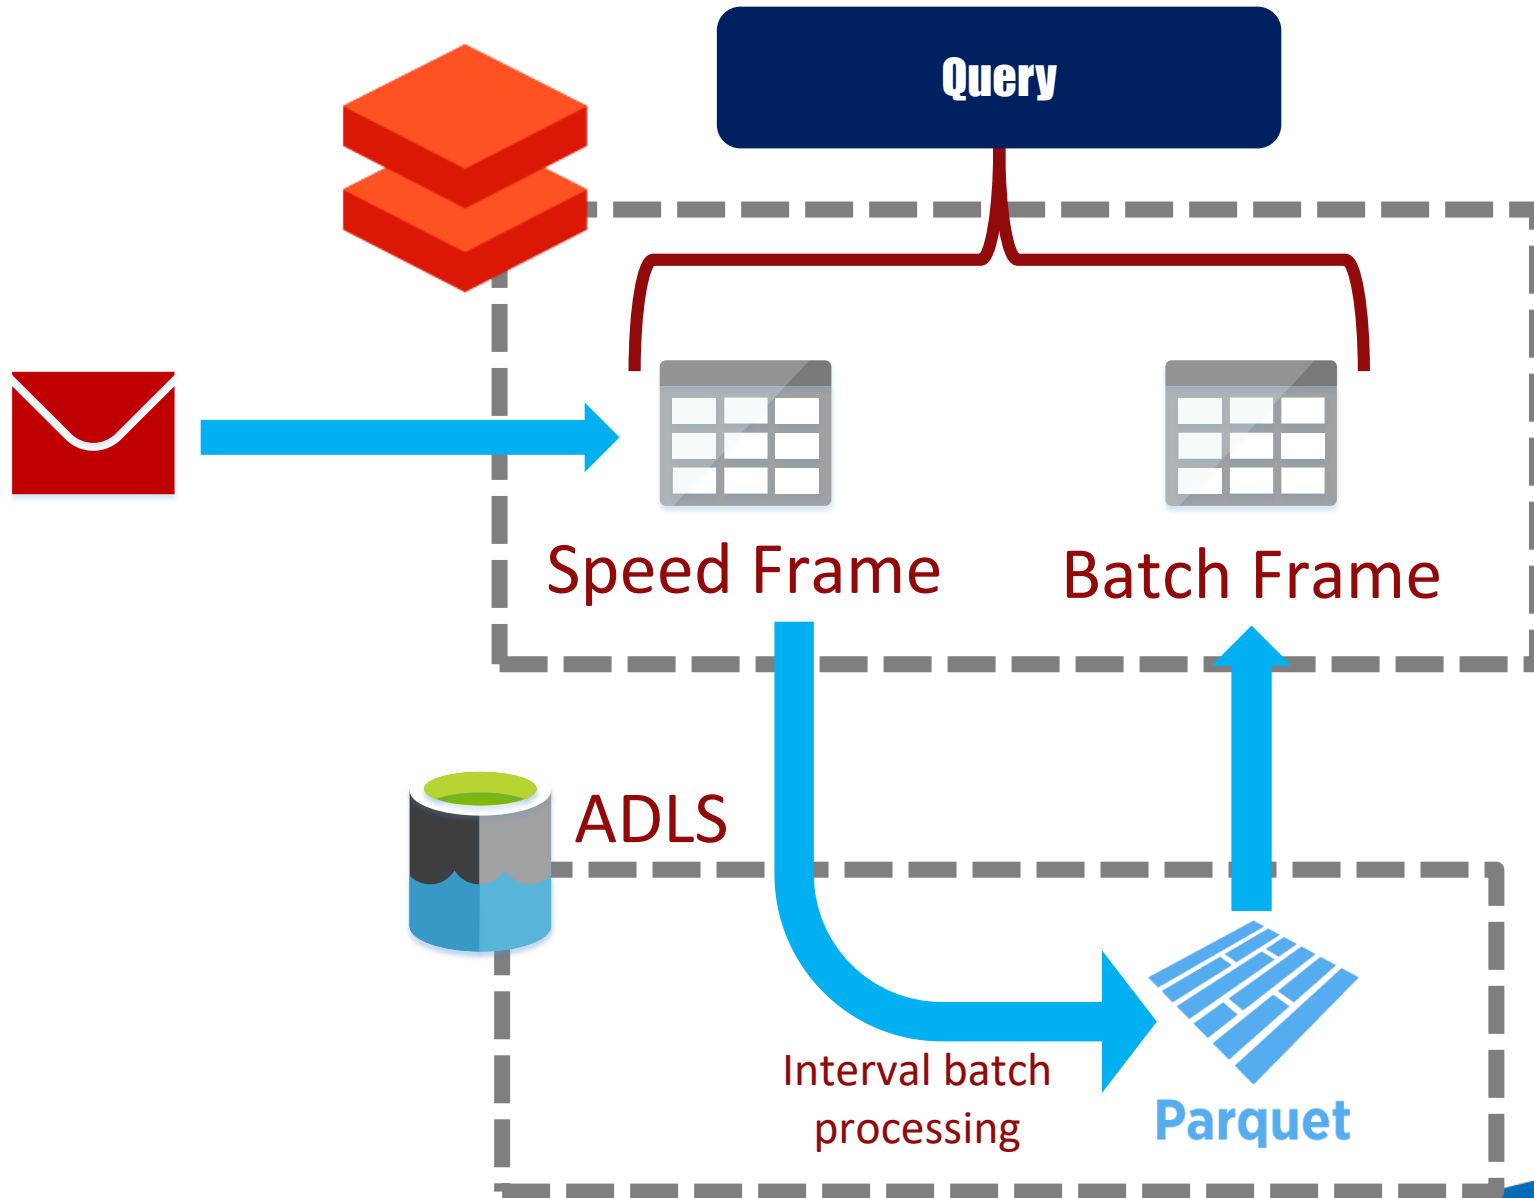 Query
Speed Frame
Batch Frame
ADLS
Interval batch
processing
Parquet